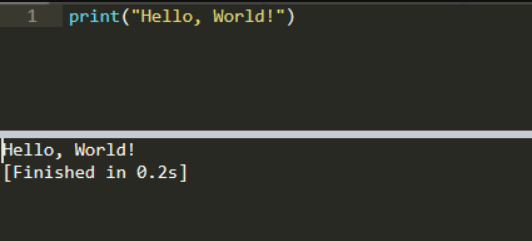 1 print("Hello, World!")
Hello, World!
[Finished in 0.2s]